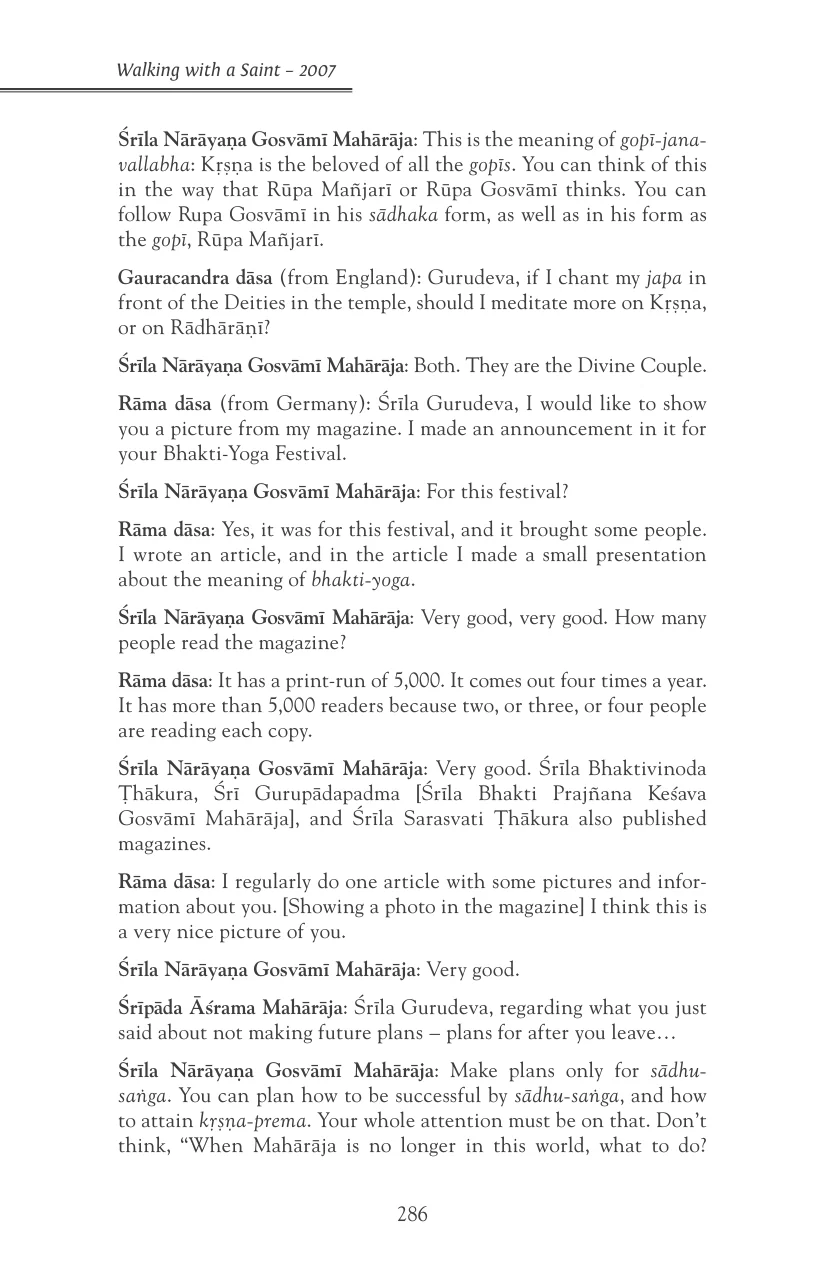 Walking with a Saint – 2007
Śrīla Nārāyaṇa Gosvāmī Mahārāja: This is the meaning of gopī-jana-
vallabha: Kṛṣṇa is the beloved of all the gopīs. You can think of this
in the way that Rūpa Mañjarī or Rūpa Gosvāmī thinks. You can
follow Rupa Gosvāmī in his sādhaka form, as well as in his form as
the gopī, Rūpa Mañjarī.
Gauracandra dāsa (from England): Gurudeva, if I chant my japa in
front of the Deities in the temple, should I meditate more on Kṛṣṇa,
or on Rādhārāṇī?
Śrīla Nārāyaṇa Gosvāmī Mahārāja: Both. They are the Divine Couple.
Rāma dāsa (from Germany): Śrīla Gurudeva, I would like to show
you a picture from my magazine. I made an announcement in it for
your Bhakti-Yoga Festival.
Śrīla Nārāyaṇa Gosvāmī Mahārāja: For this festival?
Rāma dāsa: Yes, it was for this festival, and it brought some people.
I wrote an article, and in the article I made a small presentation
about the meaning of bhakti-yoga.
Śrīla Nārāyaṇa Gosvāmī Mahārāja: Very good, very good. How many
people read the magazine?
Rāma dāsa: It has a print-run of 5,000. It comes out four times a year.
It has more than 5,000 readers because two, or three, or four people
are reading each copy.
Śrīla Nārāyaṇa Gosvāmī Mahārāja: Very good. Śrīla Bhaktivinoda
Ṭhākura, Śrī Gurupādapadma [Śrīla Bhakti Prajñana Keśava
Gosvāmī Mahārāja], and Śrīla Sarasvati Ṭhākura also published
magazines.
Rāma dāsa: I regularly do one article with some pictures and infor-
mation about you. [Showing a photo in the magazine] I think this is
a very nice picture of you.
Śrīla Nārāyaṇa Gosvāmī Mahārāja: Very good.
Śrīpāda Āśrama Mahārāja: Śrīla Gurudeva, regarding what you just
said about not making future plans – plans for after you leave…
Śrīla Nārāyaṇa Gosvāmī Mahārāja: Make plans only for sādhu-
saṅga. You can plan how to be successful by sādhu-saṅga, and how
to attain kṛṣṇa-prema. Your whole attention must be on that. Don’t
think, “When Mahārāja is no longer in this world, what to do?
286